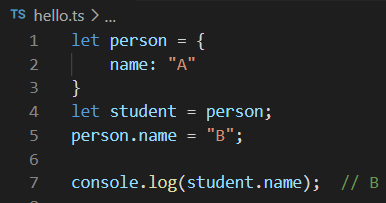 TS hello.ts > ...
1 let person = {
2     name: "A"
3 }
4 let student = person;
5 person.name = "B";
6
7 console.log(student.name);  // B